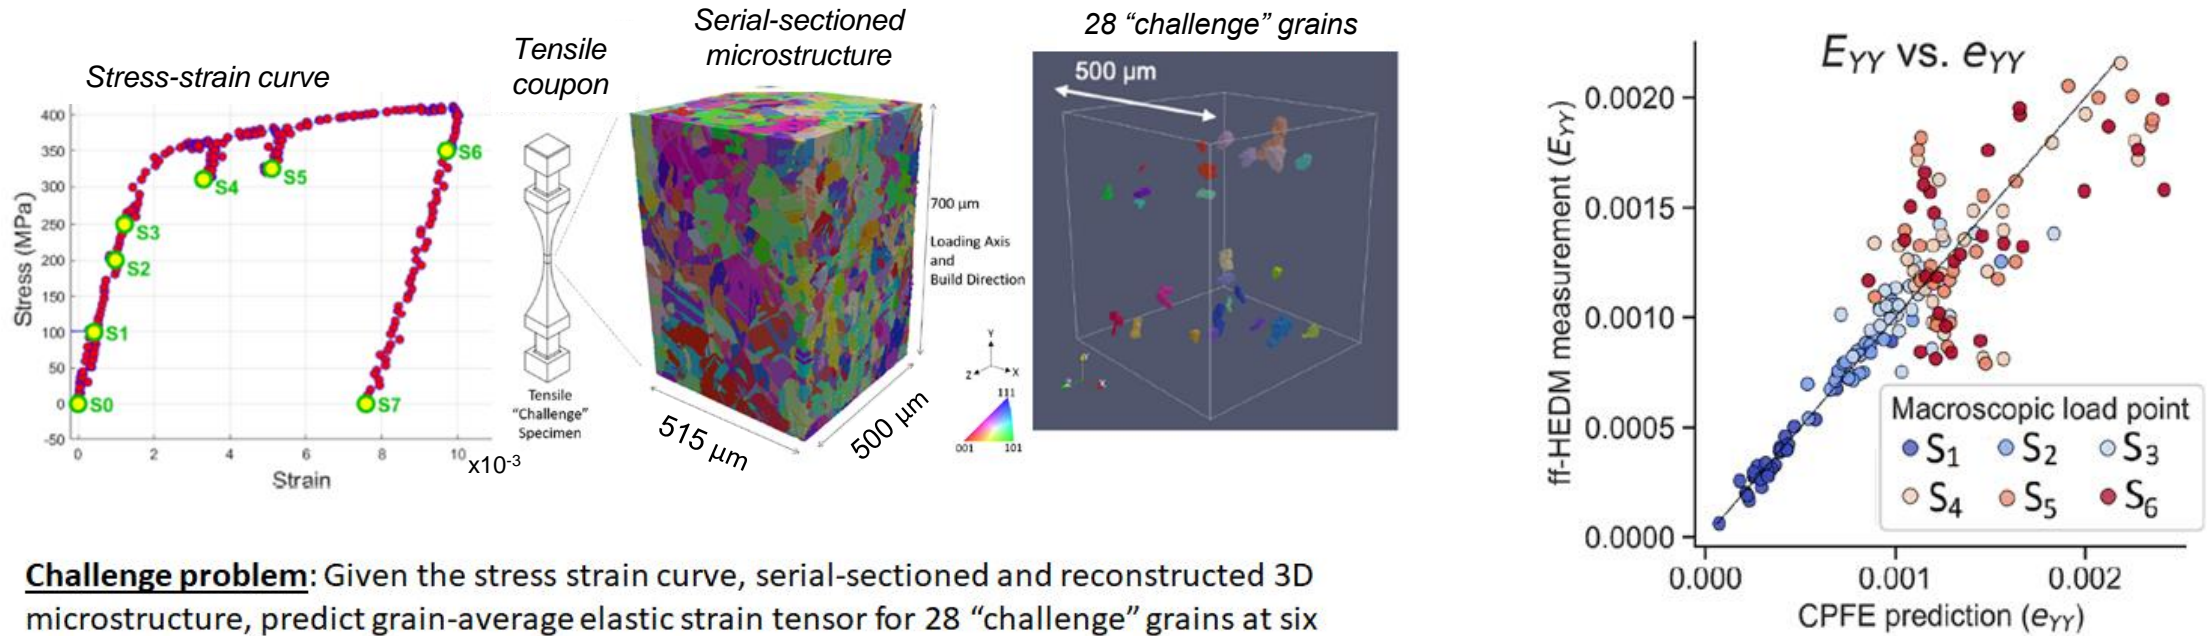 Stress-strain curve
Stress (MPa)
400
350
300
250
200
150
100
50
0
-50
0
2
4
6
8
10
x10-3
Strain
S0
S1
S2
S3
S4
S5
S6
S7
Tensile
coupon
Tensile
"Challenge"
Specimen
Serial-sectioned
microstructure
700 µm
Loading Axis
and
Build Direction
515 µm
500 µm
Y
Z
X
111
001
101
28 “challenge” grains
500 µm
EYY vs. eYY
ff-HEDM measurement (EYY)
0.0020
0.0015
0.0010
0.0005
0.0000
0.000
0.001
0.002
CPFE prediction (eYY)
Macroscopic load point
S1
S2
S3
S4
S5
S6
Challenge problem: Given the stress strain curve, serial-sectioned and reconstructed 3D
microstructure, predict grain-average elastic strain tensor for 28 “challenge” grains at six